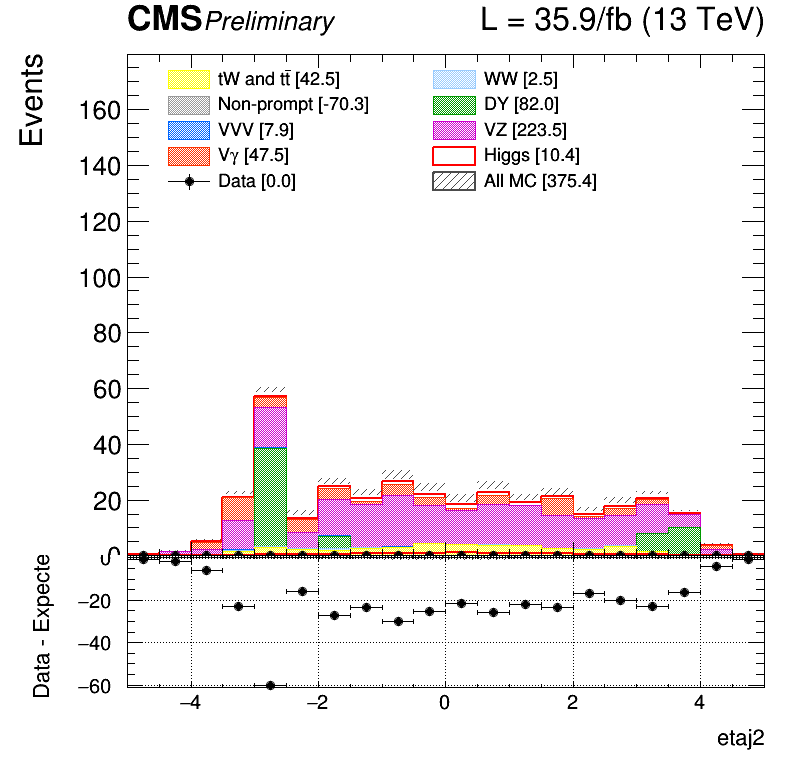 CMS Preliminary L = 35.9/fb (13 TeV)
Events
tW and tt̄ [42.5] WW [2.5]
Non-prompt [-70.3] DY [82.0]
VVV [7.9] VZ [223.5]
Vγ [47.5] Higgs [10.4]
Data [0.0] All MC [375.4]
160
140
120
100
80
60
40
20
0
Data - Expecte
−20
−40
−60
−4 −2 0 2 4
etaj2